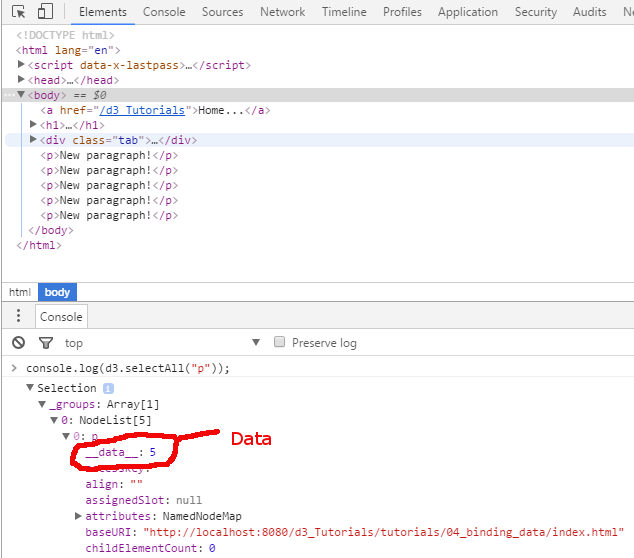 Elements Network Sources Timeline Profiles Application Security Audits
<!DOCTYPE html>
<html lang="en">
▶<script data-x-lastpass>…</script>
▶<head>…</head>
…▼<body> == $0
<a href="/d3_Tutorials">Home...</a>
▶<h1>…</h1>
▶<div class="tab">…</div>
<p>New paragraph!</p>
<p>New paragraph!</p>
<p>New paragraph!</p>
<p>New paragraph!</p>
<p>New paragraph!</p>
</body>
</html>
html body
Console
top ▼ Preserve log
> console.log(d3.selectAll("p"));
▼Selection i
▼_groups: Array[1]
▼0: NodeList[5]
▼0: p
Data
__data__: 5
align: ""
assignedSlot: null
▶attributes: NamedNodeMap
baseURI: "http://localhost:8080/d3_Tutorials/tutorials/04_binding_data/index.html"
childElementCount: 0